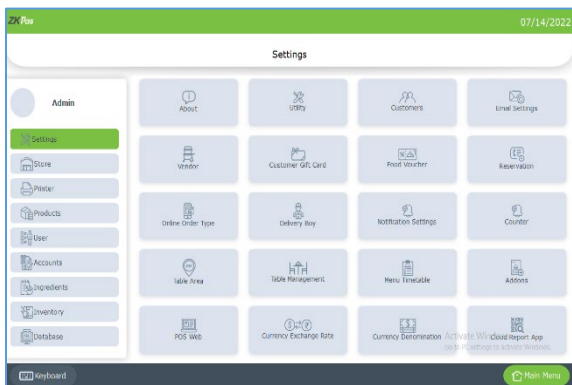 ZKPos 07/14/2022
Settings
Admin
Settings
Store
Printer
Products
User
Accounts
Ingredients
Inventory
Database
About Utility Customers Email Settings
Vendor Customer Gift Card Food Voucher Reservation
Online Order Type Delivery Boy Notification Settings Counter
Table Area Table Management Menu Timetable Addons
POS Web Currency Exchange Rate Currency Denomination Cloud Report App
Activate Windows
Go to PC settings to activate Windows.
Keyboard Main Menu